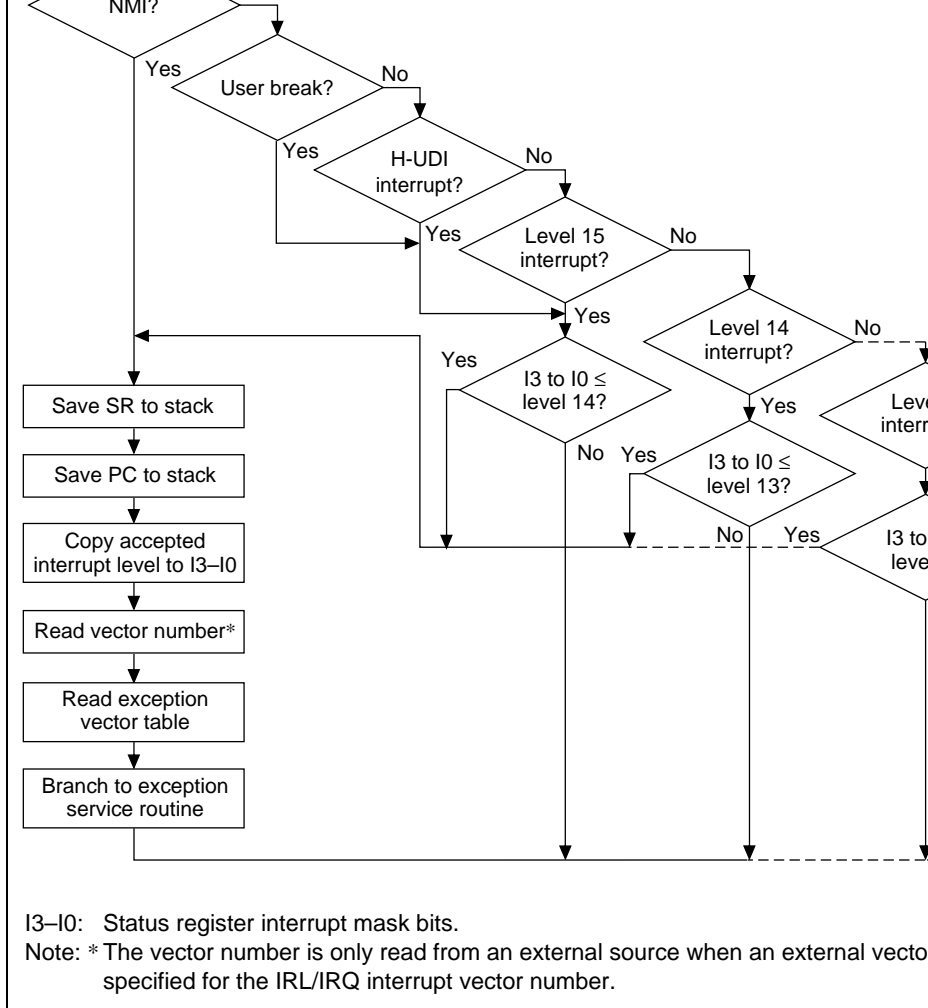 NMI?
Yes
User break?
No
Yes
H-UDI
interrupt?
No
Yes
Level 15
interrupt?
No
Yes
Level 14
interrupt?
No
Yes
I3 to I0 ≤
level 14?
Yes
No
Yes
I3 to I0 ≤
level 13?
No
Yes
I3 to
Save SR to stack
Save PC to stack
Copy accepted
interrupt level to I3–I0
Read vector number*
Read exception
vector table
Branch to exception
service routine
I3–I0: Status register interrupt mask bits.
Note: * The vector number is only read from an external source when an external
specified for the IRL/IRQ interrupt vector number.